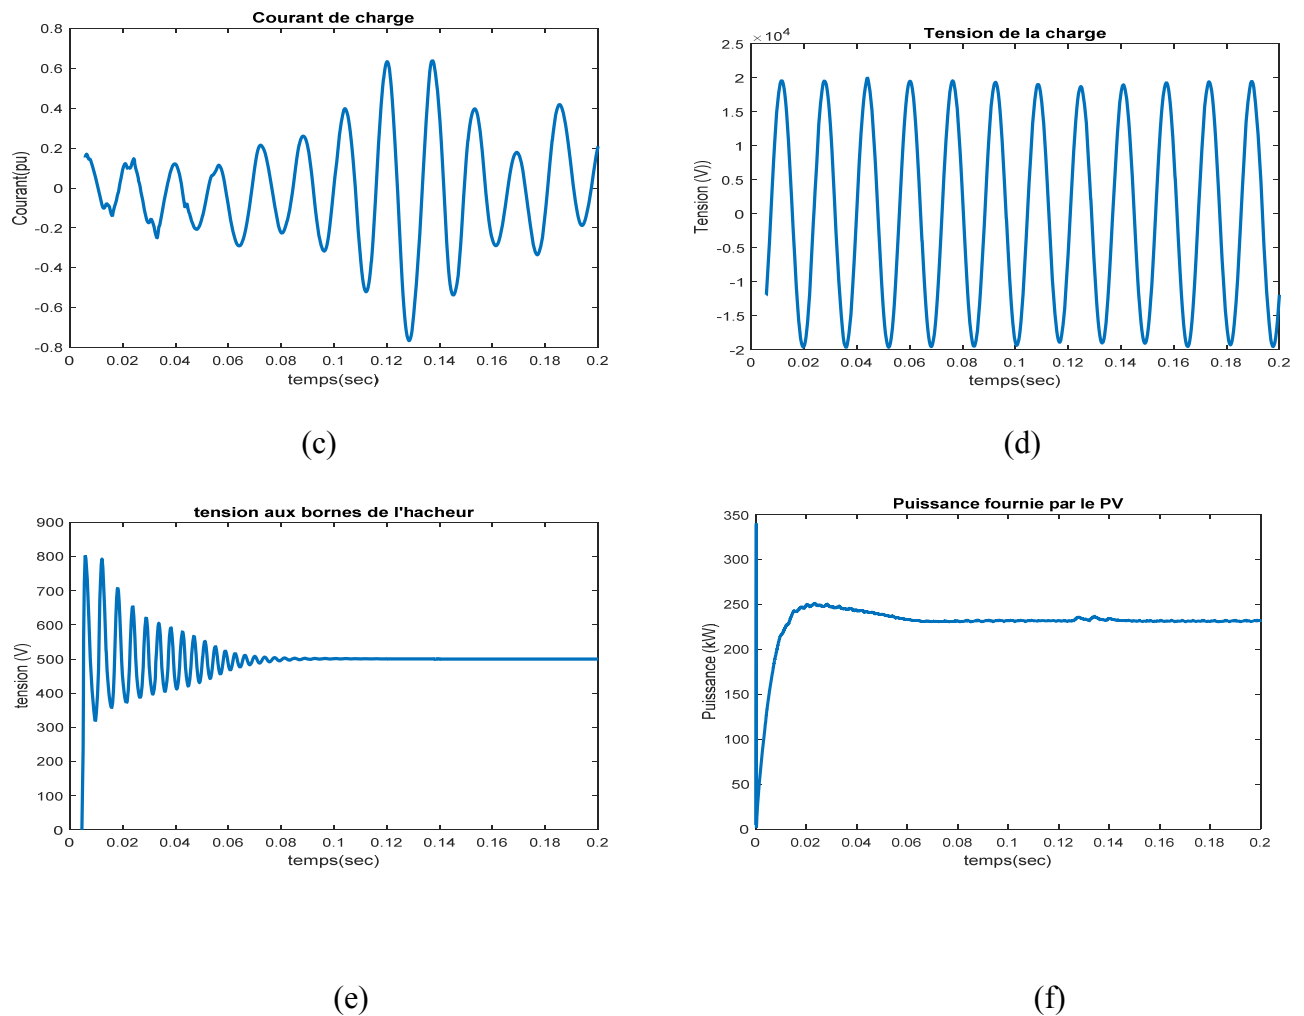 Courant de charge
0.8
0.6
0.4
0.2
0
-0.2
-0.4
-0.6
-0.8
Courant(pu)
0 0.02 0.04 0.06 0.08 0.1 0.12 0.14 0.16 0.18 0.2
temps(sec)
(c)
Tension de la charge
×10⁴
2.5
2
1.5
1
0.5
0
-0.5
-1
-1.5
-2
Tension (V))
0 0.02 0.04 0.06 0.08 0.1 0.12 0.14 0.16 0.18 0.2
temps(sec)
(d)
tension aux bornes de l'hacheur
900
800
700
600
500
400
300
200
100
0
tension (V)
0 0.02 0.04 0.06 0.08 0.1 0.12 0.14 0.16 0.18 0.2
temps(sec)
(e)
Puissance fournie par le PV
350
300
250
200
150
100
50
0
Puissance (kW)
0 0.02 0.04 0.06 0.08 0.1 0.12 0.14 0.16 0.18 0.2
temps(sec)
(f)